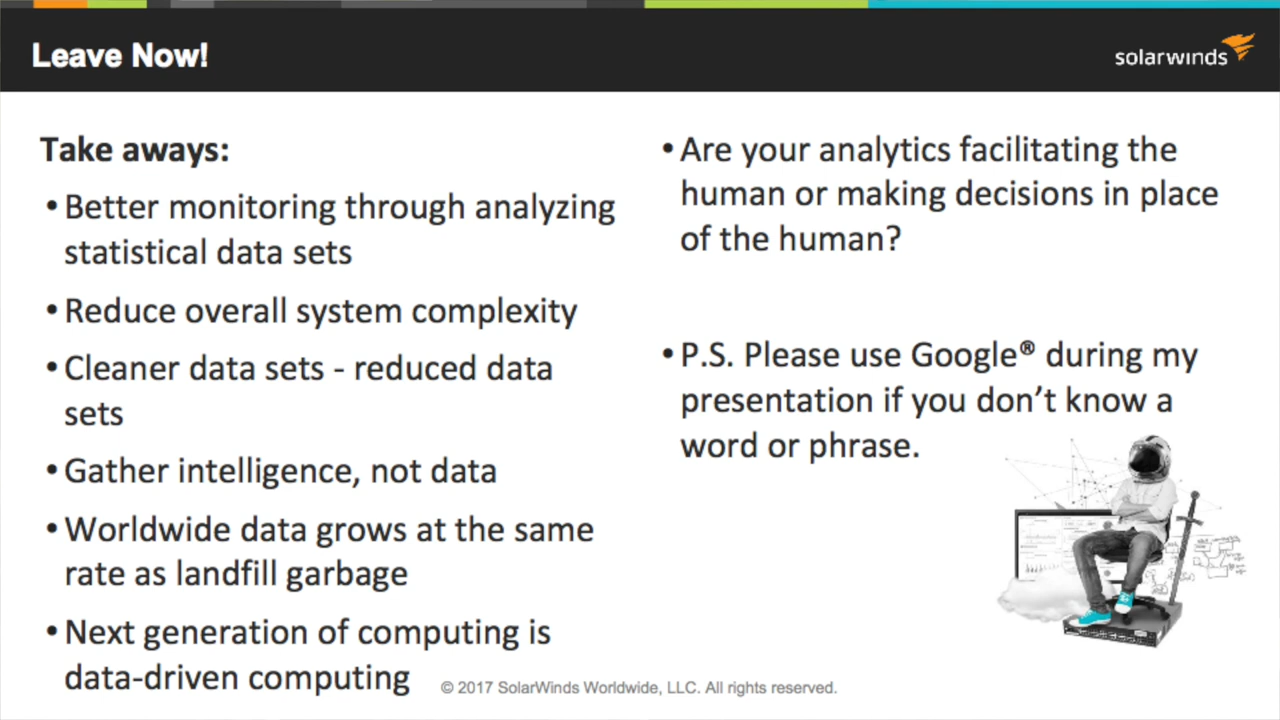 Leave Now!
solarwinds
Take aways:
• Better monitoring through analyzing
statistical data sets
• Reduce overall system complexity
• Cleaner data sets - reduced data
sets
• Gather intelligence, not data
• Worldwide data grows at the same
rate as landfill garbage
• Next generation of computing is
data-driven computing
• Are your analytics facilitating the
human or making decisions in place
of the human?
• P.S. Please use Google® during my
presentation if you don’t know a
word or phrase.
© 2017 SolarWinds Worldwide, LLC. All rights reserved.